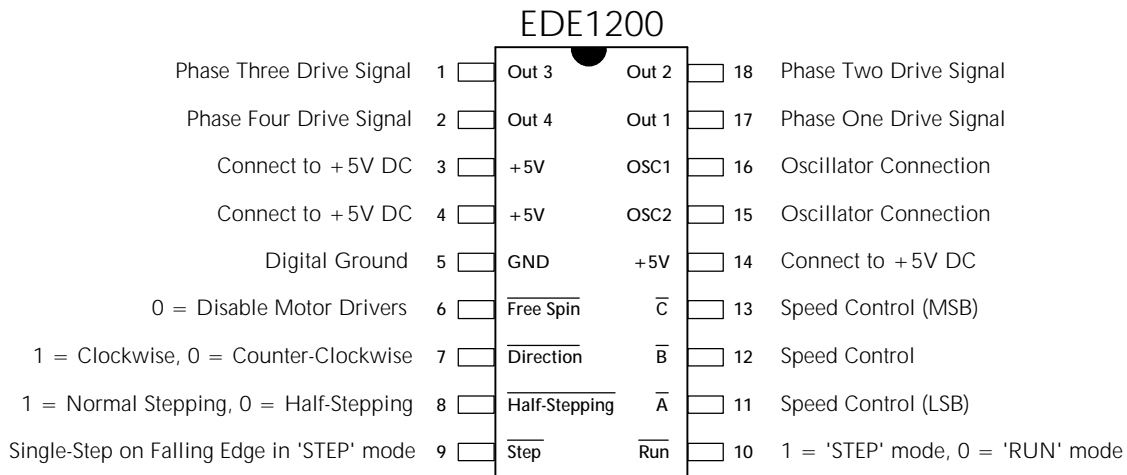 EDE1200
Phase Three Drive Signal 1 Out 3 Out 2 18 Phase Two Drive Signal
Phase Four Drive Signal 2 Out 4 Out 1 17 Phase One Drive Signal
Connect to +5V DC 3 +5V OSC1 16 Oscillator Connection
Connect to +5V DC 4 +5V OSC2 15 Oscillator Connection
Digital Ground 5 GND +5V 14 Connect to +5V DC
0 = Disable Motor Drivers 6 Free Spin C 13 Speed Control (MSB)
1 = Clockwise, 0 = Counter-Clockwise 7 Direction B 12 Speed Control
1 = Normal Stepping, 0 = Half-Stepping 8 Half-Stepping A 11 Speed Control (LSB)
Single-Step on Falling Edge in 'STEP' mode 9 Step Run 10 1 = 'STEP' mode, 0 = 'RUN' mode